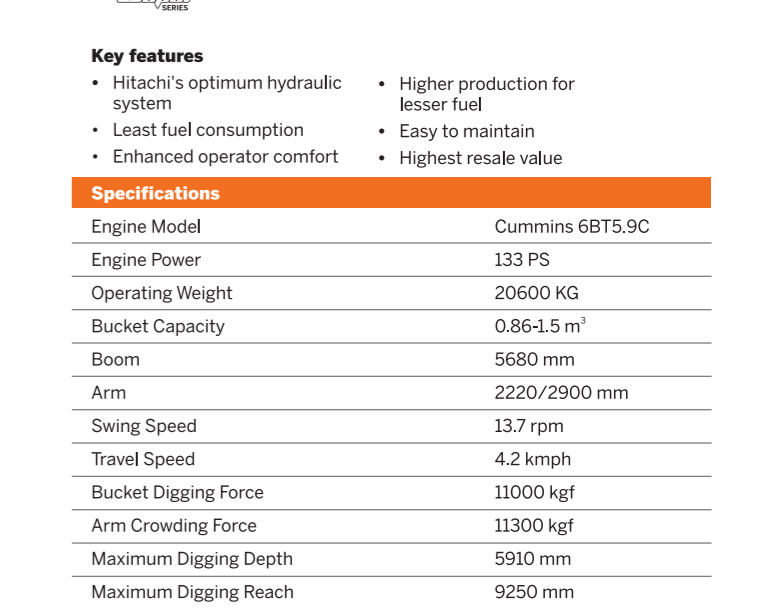 SERIES
Key features
• Hitachi's optimum hydraulic
system
• Least fuel consumption
• Enhanced operator comfort
• Higher production for
lesser fuel
• Easy to maintain
• Highest resale value
Specifications
Engine Model Cummins 6BT5.9C
Engine Power 133 PS
Operating Weight 20600 KG
Bucket Capacity 0.86-1.5 m³
Boom 5680 mm
Arm 2220/2900 mm
Swing Speed 13.7 rpm
Travel Speed 4.2 kmph
Bucket Digging Force 11000 kgf
Arm Crowding Force 11300 kgf
Maximum Digging Depth 5910 mm
Maximum Digging Reach 9250 mm